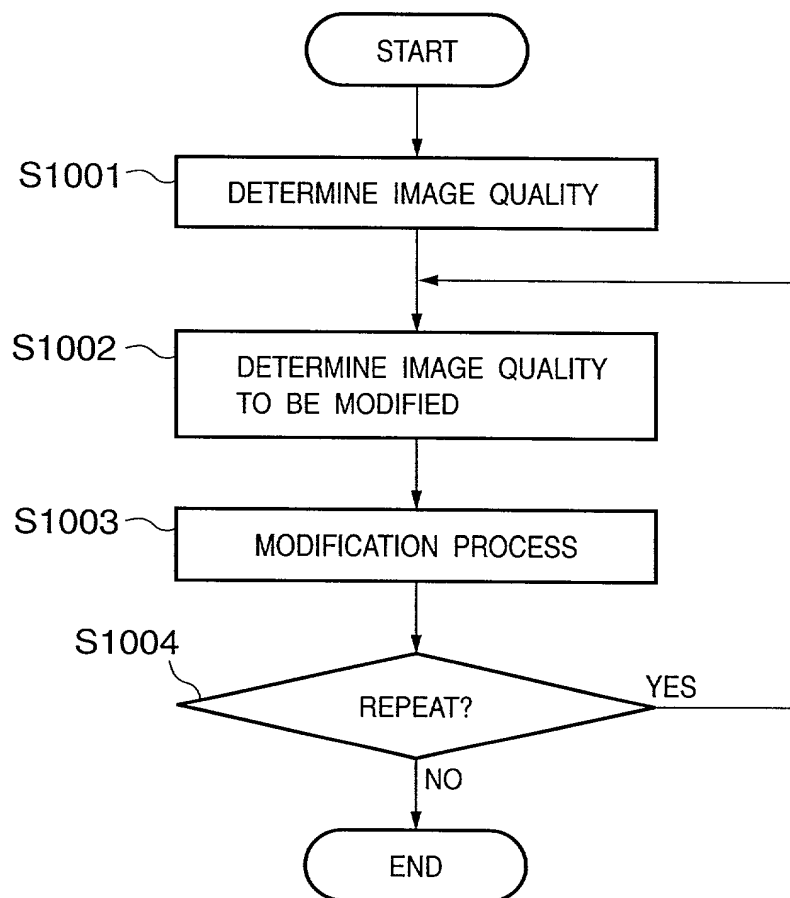 START
S1001
DETERMINE IMAGE QUALITY
S1002
DETERMINE IMAGE QUALITY
TO BE MODIFIED
S1003
MODIFICATION PROCESS
S1004
REPEAT?
YES
NO
END